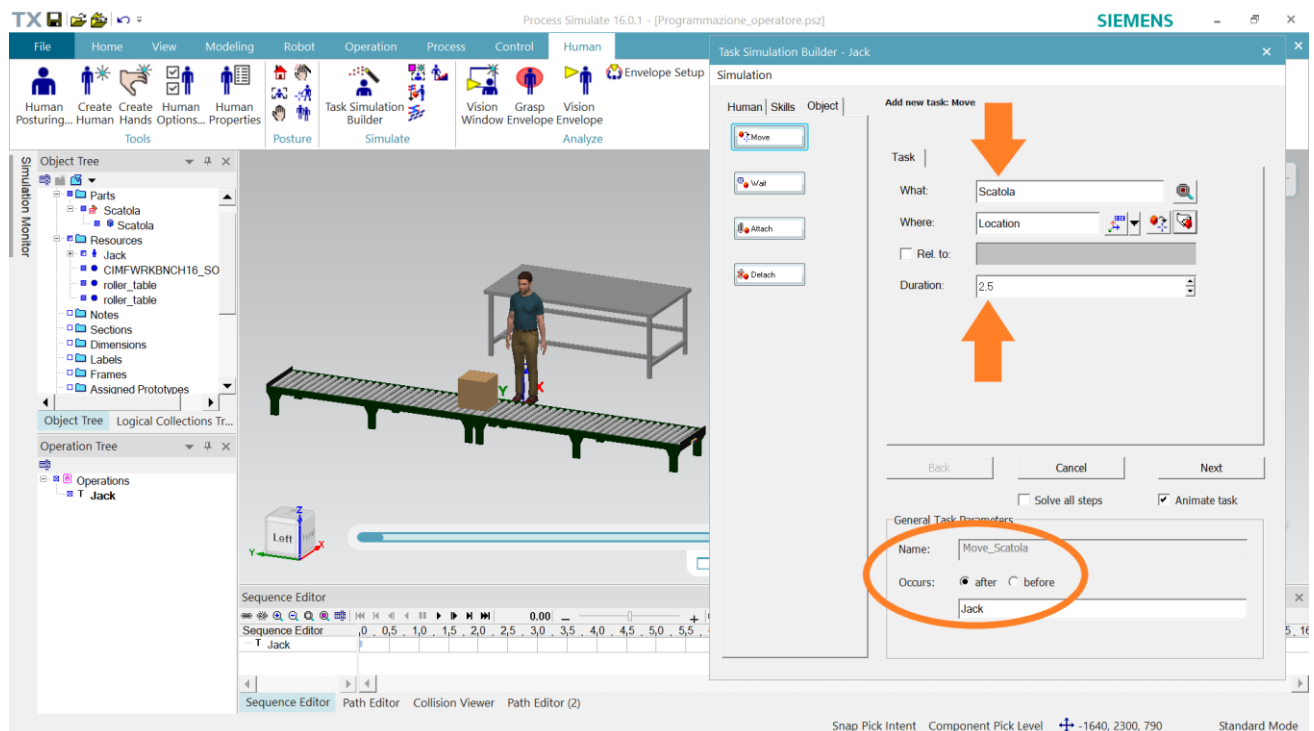 TX
Process Simulate 16.0.1 - [Programmazione_operatore.psz]
SIEMENS
File Home View Modeling Robot Operation Process Control Human
Human Posturing...
Create Human
Create Hands
Human Options...
Human Properties
Tools
Posture
Task Simulation Builder
Simulate
Vision Window
Grasp Envelope
Vision Envelope
Envelope Setup
Analyze
Simulation Monitor
Object Tree
Parts
Scatola
Scatola
Resources
Jack
CIMFWRKBNCH16_SO
roller_table
roller_table
Notes
Sections
Dimensions
Labels
Frames
Assigned Prototypes
Object Tree Logical Collections Tr...
Operation Tree
Operations
T Jack
Y X
Left
Z
Y
X
Sequence Editor
0.00
Sequence Editor ,0 0,5 1,0 1,5 2,0 2,5 3,0 3,5 4,0 4,5 5,0 5,5
5, 16
T Jack
Sequence Editor Path Editor Collision Viewer Path Editor (2)
Task Simulation Builder - Jack
Simulation
Human Skills Object
Move
Wait
Attach
Detach
Add new task: Move
Task
What: Scatola
Where: Location
Rel. to:
Duration: 2,5
Back Cancel Next
Solve all steps Animate task
General Task Parameters
Name: Move_Scatola
Occurs: after before
Jack
Snap Pick Intent Component Pick Level -1640, 2300, 790 Standard Mode